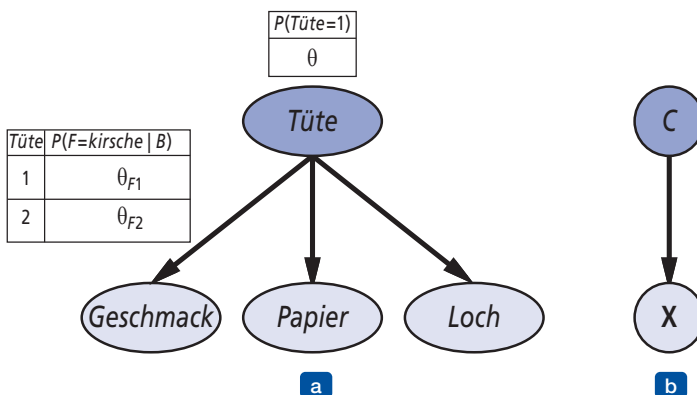 P(Tüte=1)
θ
Tüte
C
Tüte P(F=kirsche | B)
1 θF1
2 θF2
Geschmack Papier Loch
X
a
b